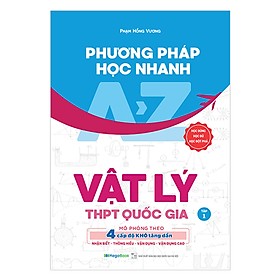 PHẠM HỒNG VƯƠNG
PHƯƠNG PHÁP
HỌC NHANH
A>Z
VẬT LÝ
THPT QUỐC GIA
TẬP 1
MÔ PHỎNG THEO
4 cấp độ KHÓ tăng dần
NHẬN BIẾT - THÔNG HIỂU - VẬN DỤNG - VẬN DỤNG CAO
MegaBook